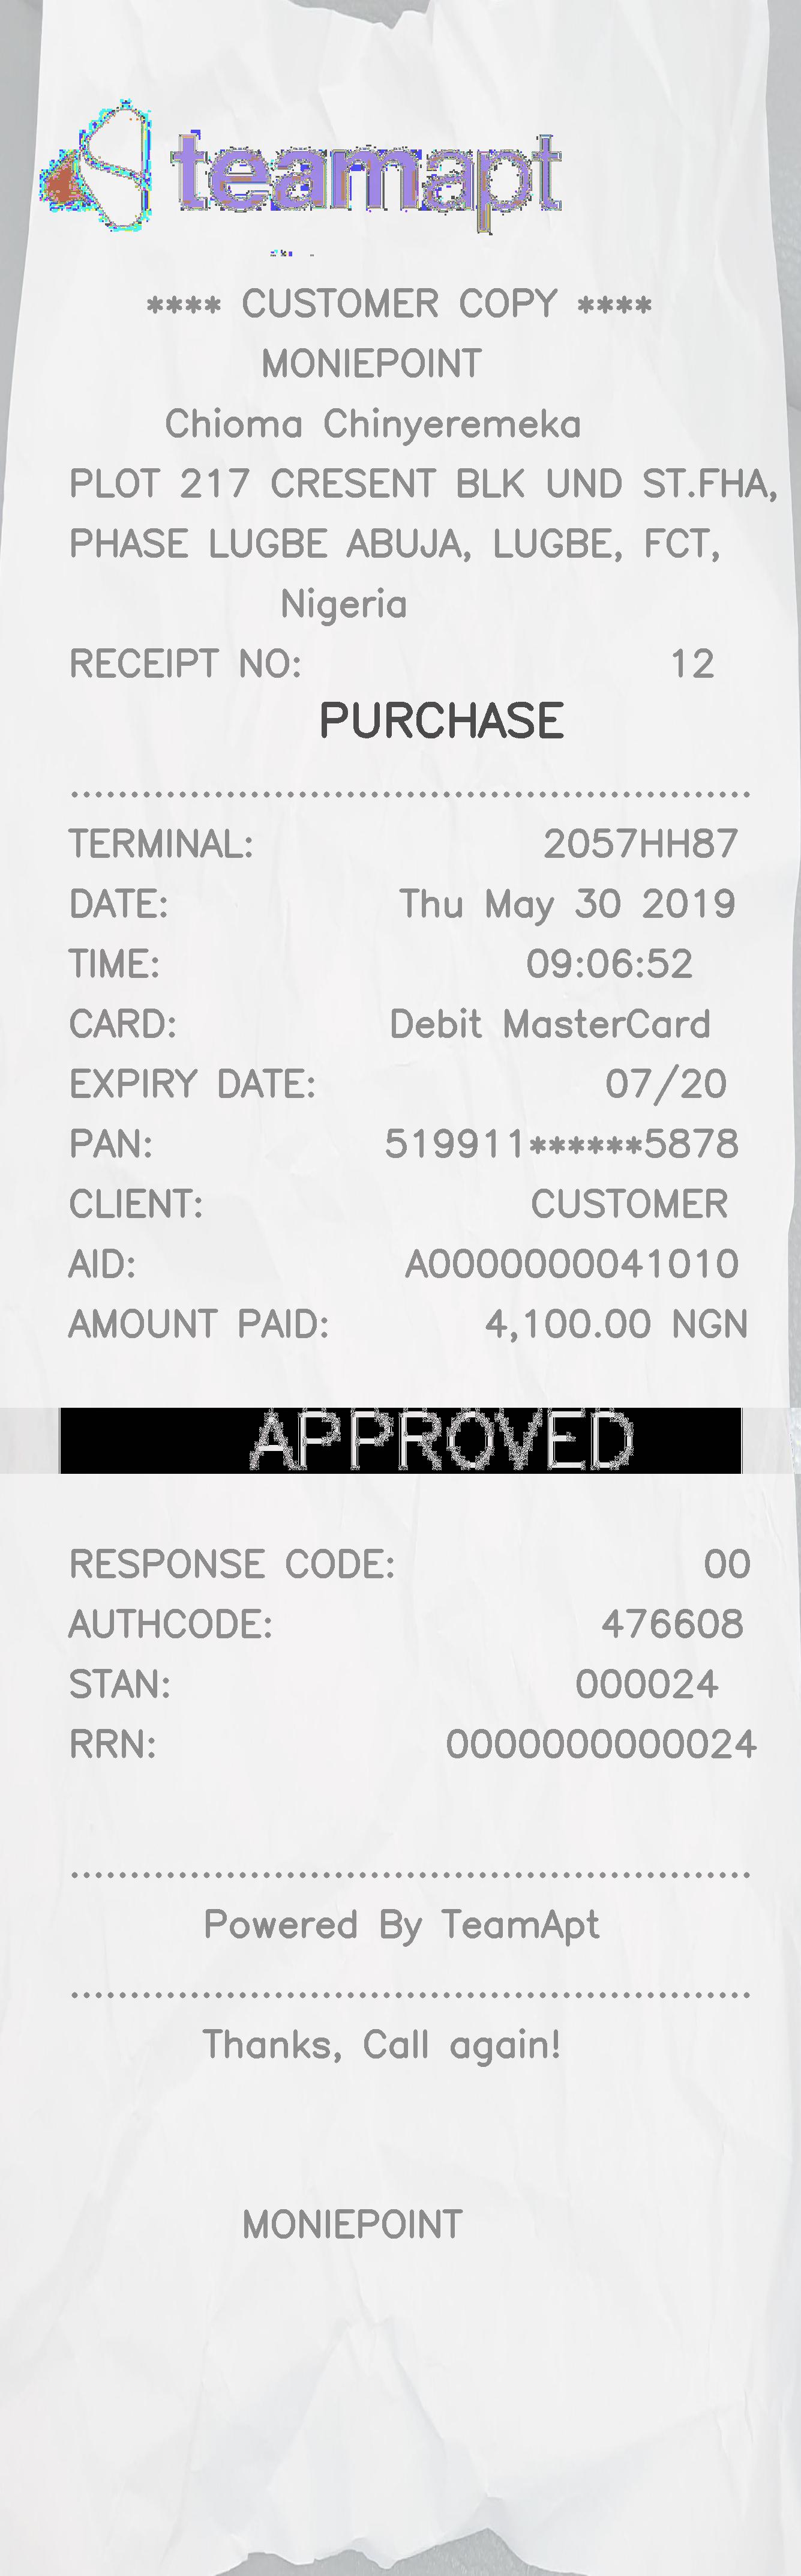 teamapt
**** CUSTOMER COPY ****
MONIEPOINT
Chioma Chinyeremeka
PLOT 217 CRESENT BLK UND ST.FHA,
PHASE LUGBE ABUJA, LUGBE, FCT,
Nigeria
RECEIPT NO: 12
PURCHASE
TERMINAL: 2057HH87
DATE: Thu May 30 2019
TIME: 09:06:52
CARD: Debit MasterCard
EXPIRY DATE: 07/20
PAN: 519911******5878
CLIENT: CUSTOMER
AID: A0000000041010
AMOUNT PAID: 4,100.00 NGN
APPROVED
RESPONSE CODE: 00
AUTHCODE: 476608
STAN: 000024
RRN: 0000000000024
Powered By TeamApt
Thanks, Call again!
MONIEPOINT